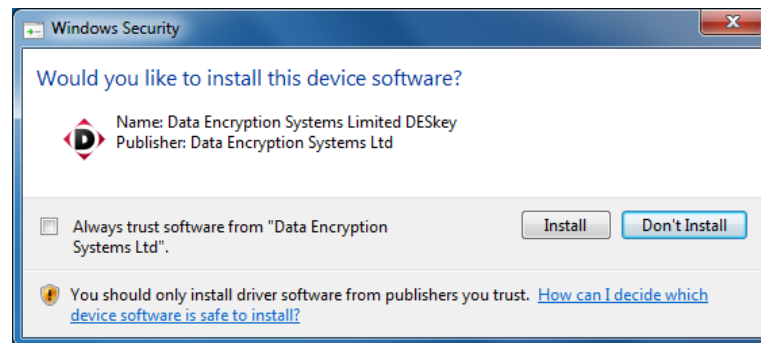 Windows Security
Would you like to install this device software?
Name: Data Encryption Systems Limited DESkey
Publisher: Data Encryption Systems Ltd
D
Always trust software from "Data Encryption
Systems Ltd".
Install
Don't Install
You should only install driver software from publishers you trust. How can I decide which
device software is safe to install?